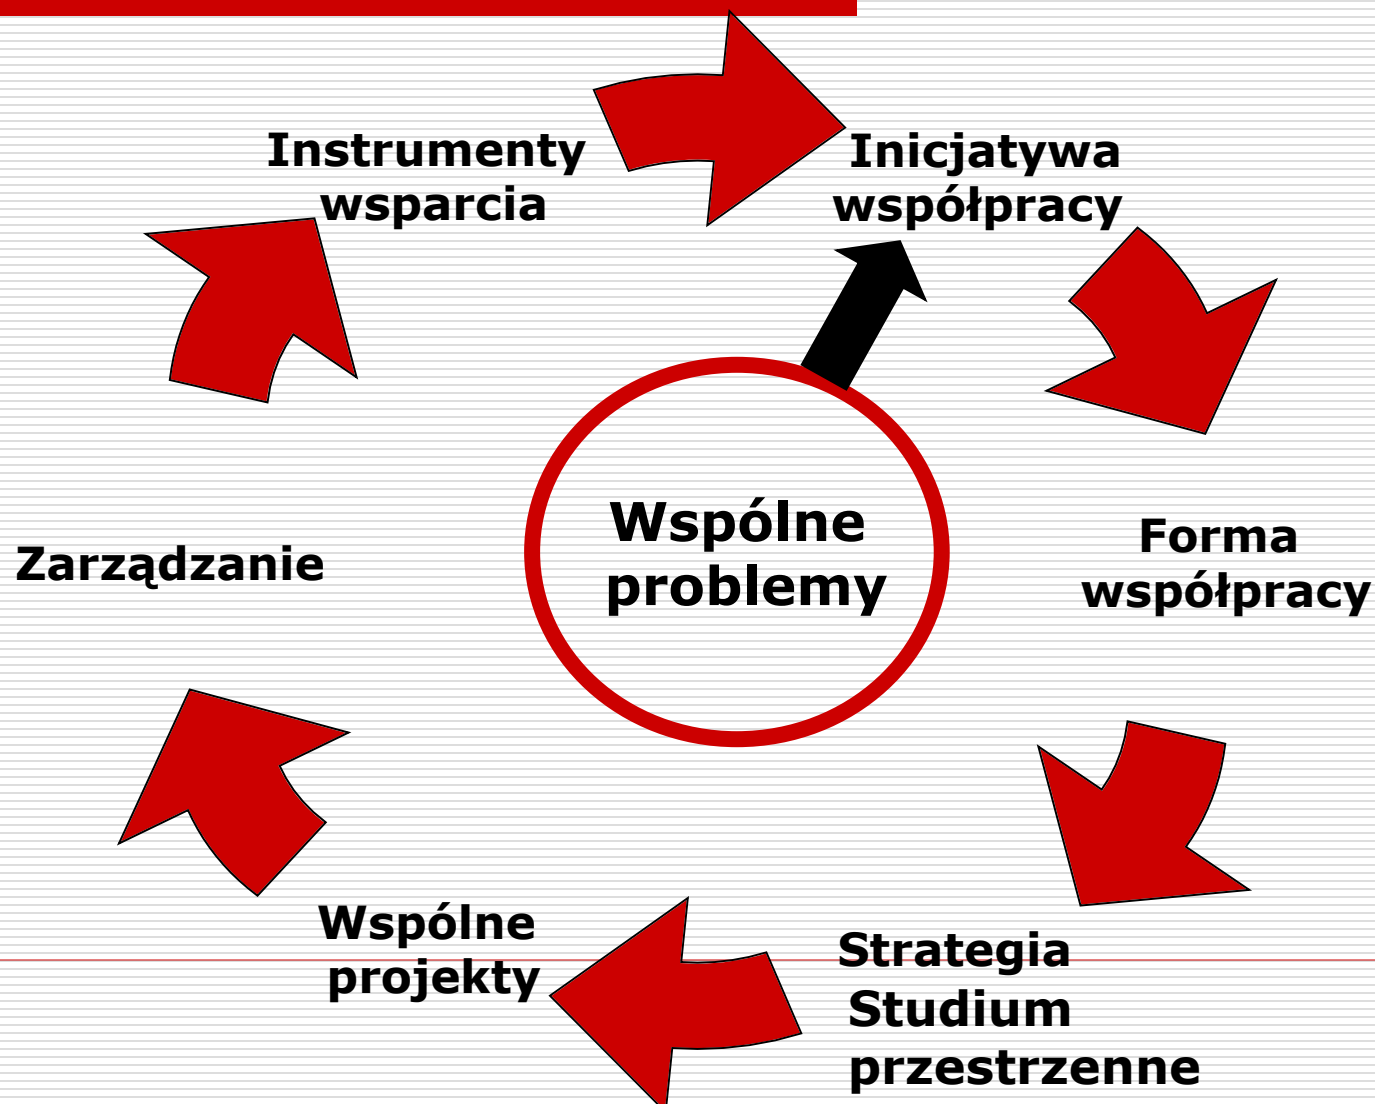 Instrumenty
wsparcia
Inicjatywa
współpracy
Wspólne
problemy
Forma
współpracy
Zarządzanie
Wspólne
projekty
Strategia
Studium
przestrzenne